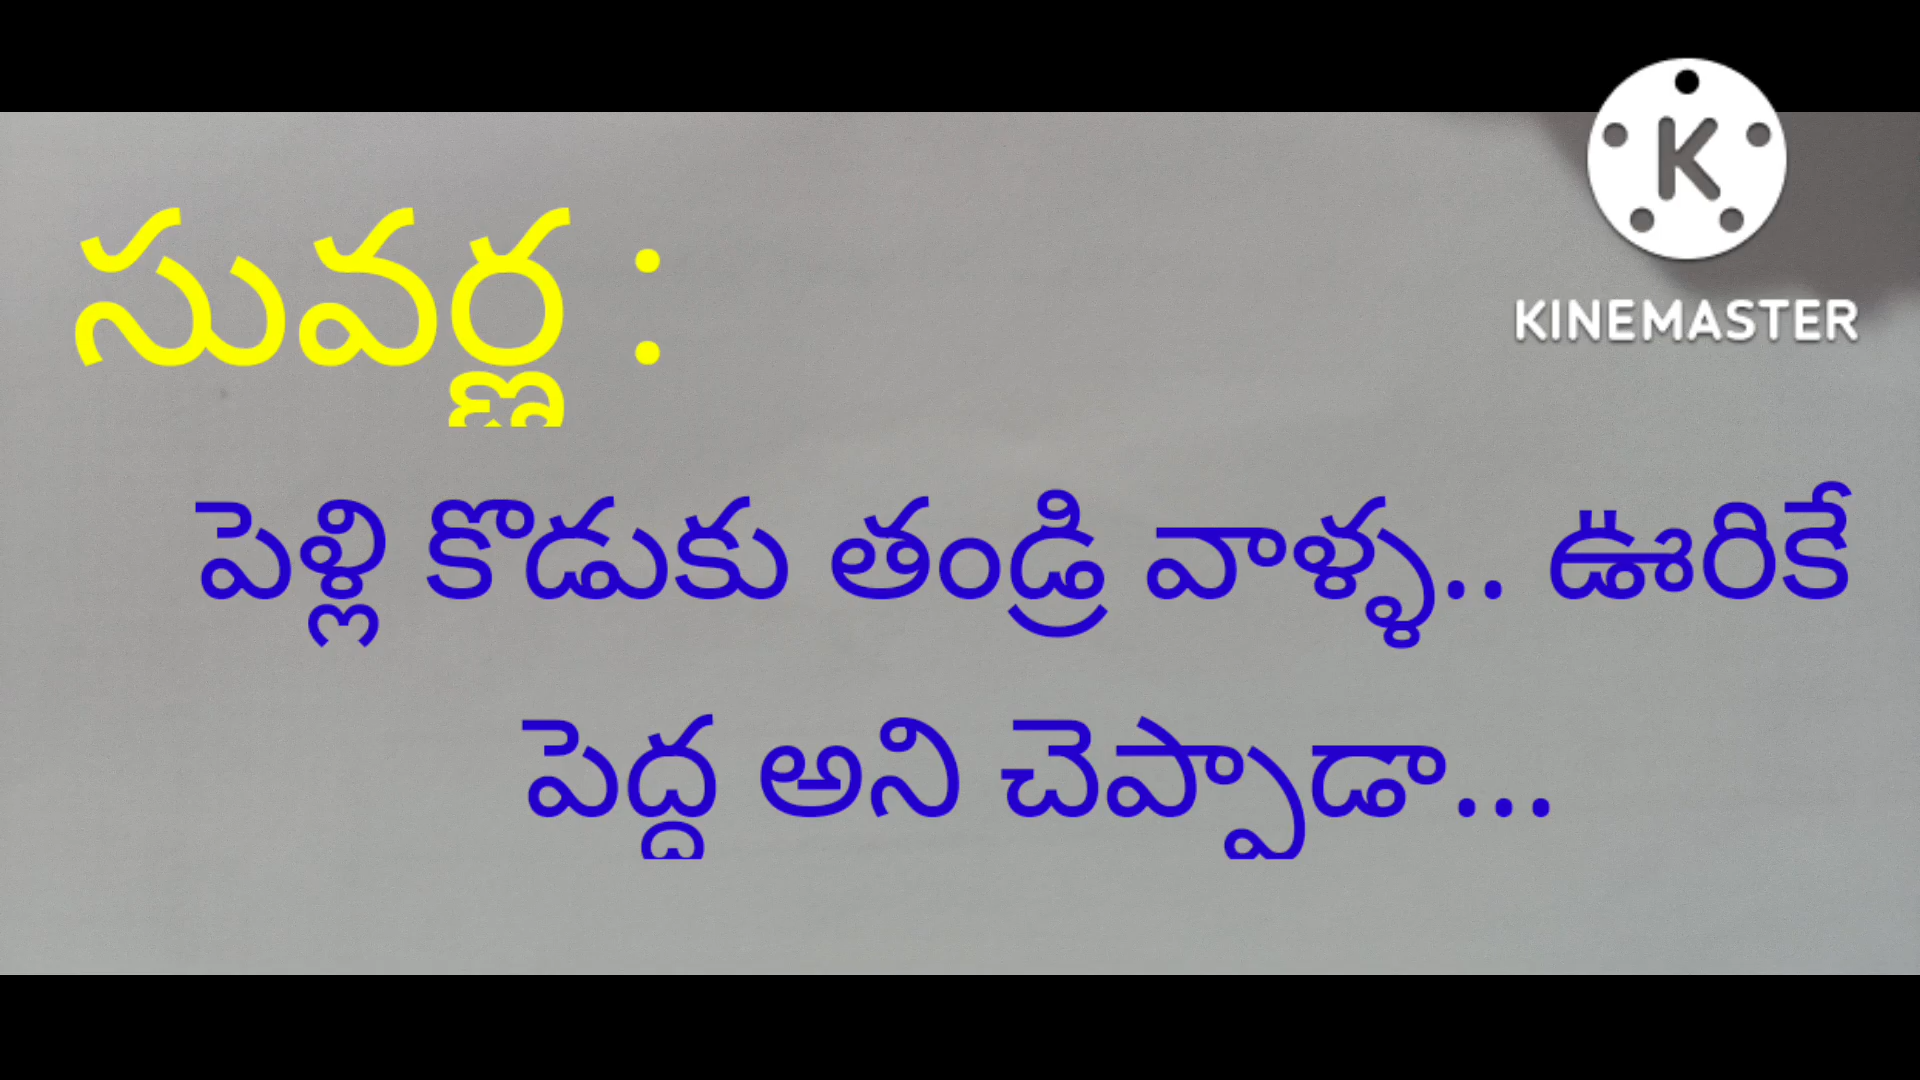 K
KINEMASTER
సువర్ణ :
పెళ్లి కొడుకు తండ్రి వాళ్ళ.. ఊరికే
పెద్ద అని చెప్పాడా...